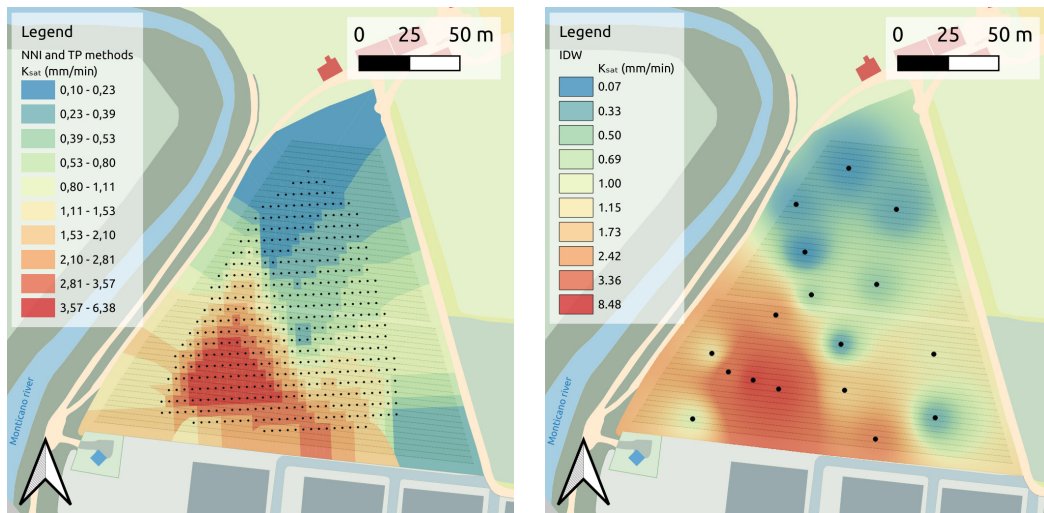 Legend
NNI and TP methods
Kₛₐₜ (mm/min)
0,10 - 0,23
0,23 - 0,39
0,39 - 0,53
0,53 - 0,80
0,80 - 1,11
1,11 - 1,53
1,53 - 2,10
2,10 - 2,81
2,81 - 3,57
3,57 - 6,38
0 25 50 m
Monticano river
Legend
IDW
Kₛₐₜ (mm/min)
0.07
0.33
0.50
0.69
1.00
1.15
1.73
2.42
3.36
8.48
0 25 50 m
Monticano river